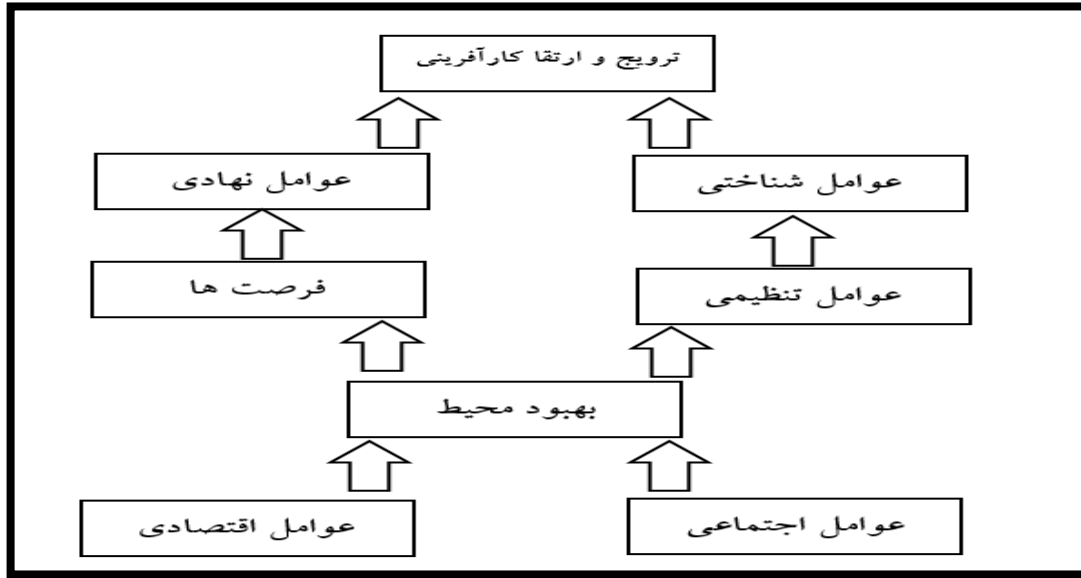 ترویج و ارتقا کارآفرینی
عوامل شناختی
عوامل نهادی
عوامل تنظیمی
فرصت ها
بهبود محیط
عوامل اجتماعی
عوامل اقتصادی